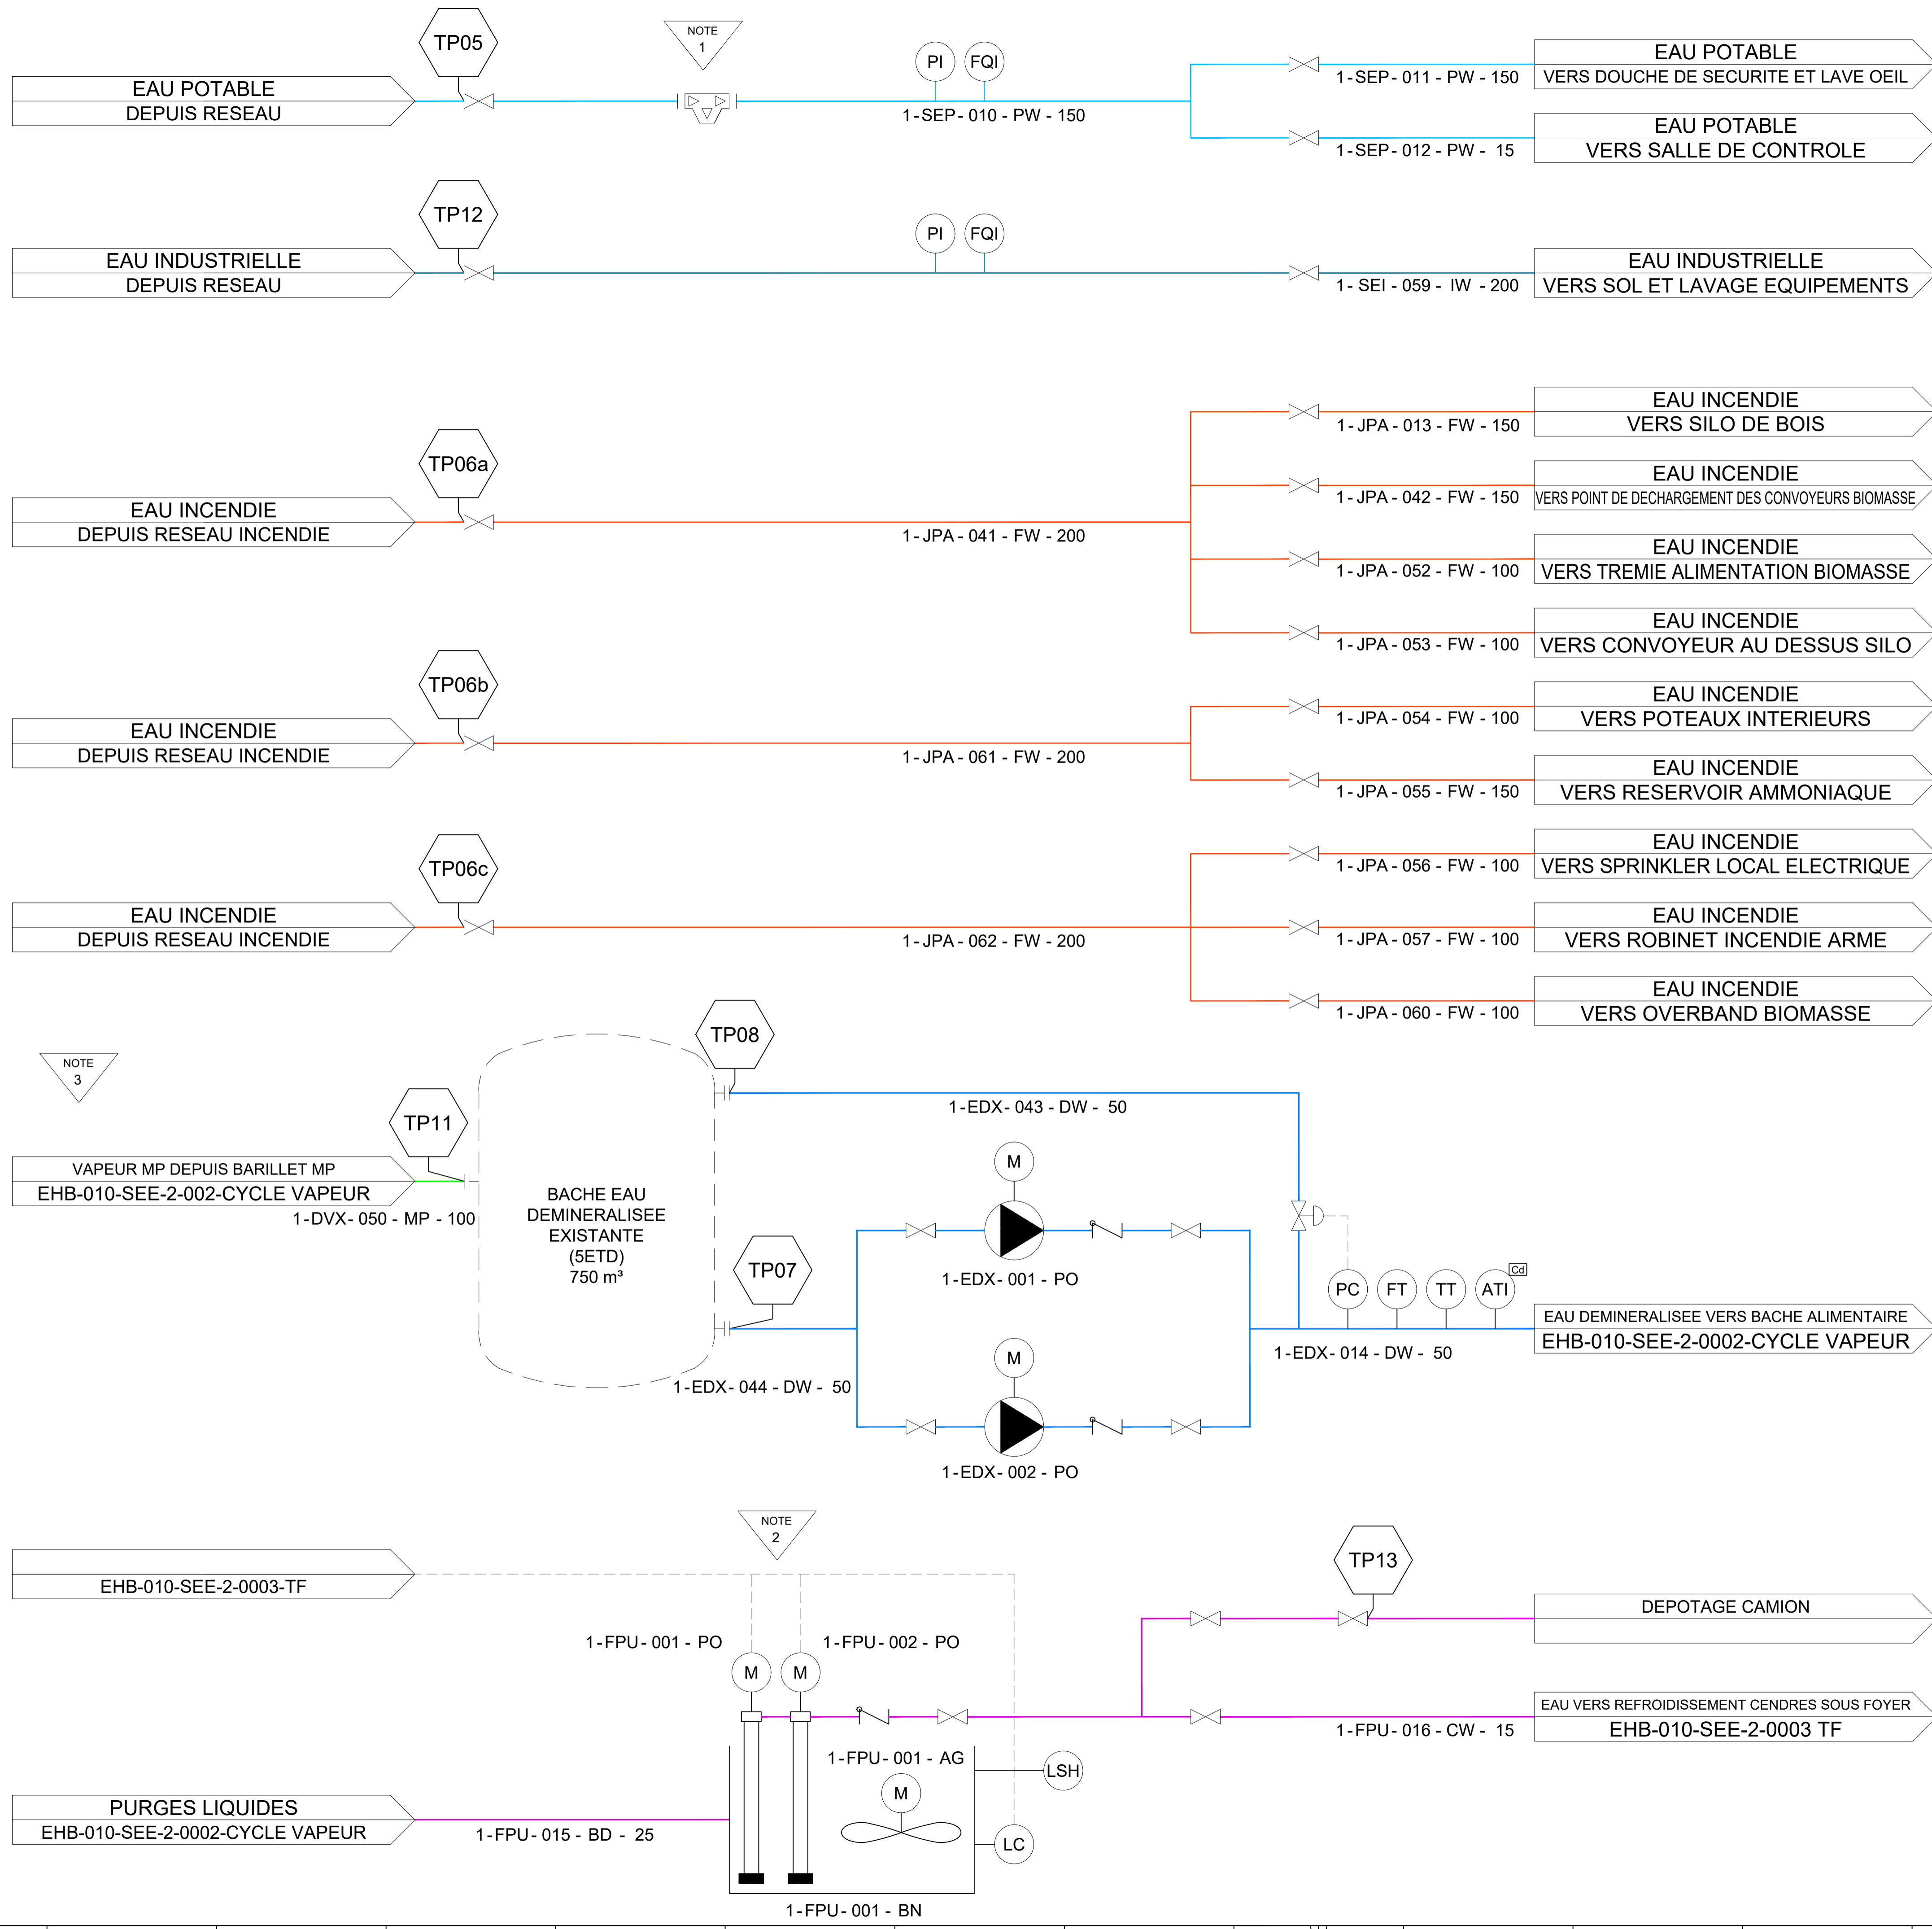 TP05
NOTE
1
PI
FQI
EAU POTABLE
DEPUIS RESEAU
1-SEP-010 - PW - 150
1-SEP-011 - PW - 150
EAU POTABLE
VERS DOUCHE DE SECURITE ET LAVE OEIL
1-SEP-012 - PW - 15
EAU POTABLE
VERS SALLE DE CONTROLE
TP12
PI
FQI
EAU INDUSTRIELLE
DEPUIS RESEAU
1- SEI - 059 - IW - 200
EAU INDUSTRIELLE
VERS SOL ET LAVAGE EQUIPEMENTS
TP06a
EAU INCENDIE
DEPUIS RESEAU INCENDIE
1-JPA - 041 - FW - 200
1-JPA - 013 - FW - 150
EAU INCENDIE
VERS SILO DE BOIS
1-JPA - 042 - FW - 150
EAU INCENDIE
VERS POINT DE DECHARGEMENT DES CONVOYEURS BIOMASSE
1-JPA - 052 - FW - 100
EAU INCENDIE
VERS TREMIE ALIMENTATION BIOMASSE
1-JPA - 053 - FW - 100
EAU INCENDIE
VERS CONVOYEUR AU DESSUS SILO
TP06b
EAU INCENDIE
DEPUIS RESEAU INCENDIE
1-JPA - 061 - FW - 200
1-JPA - 054 - FW - 100
EAU INCENDIE
VERS POTEAUX INTERIEURS
1-JPA - 055 - FW - 150
EAU INCENDIE
VERS RESERVOIR AMMONIAQUE
TP06c
EAU INCENDIE
DEPUIS RESEAU INCENDIE
1-JPA - 062 - FW - 200
1-JPA - 056 - FW - 100
EAU INCENDIE
VERS SPRINKLER LOCAL ELECTRIQUE
1-JPA - 057 - FW - 100
EAU INCENDIE
VERS ROBINET INCENDIE ARME
1-JPA - 060 - FW - 100
EAU INCENDIE
VERS OVERBAND BIOMASSE
NOTE
3
TP11
TP08
1-EDX- 043 - DW - 50
VAPEUR MP DEPUIS BARILLET MP
EHB-010-SEE-2-002-CYCLE VAPEUR
1-DVX- 050 - MP - 100
BACHE EAU
DEMINERALISEE
EXISTANTE
(5ETD)
750 m³
TP07
1-EDX- 044 - DW - 50
M
1-EDX- 001 - PO
M
1-EDX- 002 - PO
PC
FT
TT
ATI
Cd
1-EDX- 014 - DW - 50
EAU DEMINERALISEE VERS BACHE ALIMENTAIRE
EHB-010-SEE-2-0002-CYCLE VAPEUR
NOTE
2
EHB-010-SEE-2-0003-TF
1-FPU- 001 - PO
1-FPU- 002 - PO
M
M
TP13
DEPOTAGE CAMION
EAU VERS REFROIDISSEMENT CENDRES SOUS FOYER
EHB-010-SEE-2-0003 TF
1-FPU- 016 - CW - 15
1-FPU- 001 - AG
M
LSH
LC
PURGES LIQUIDES
EHB-010-SEE-2-0002-CYCLE VAPEUR
1-FPU- 015 - BD - 25
1-FPU- 001 - BN